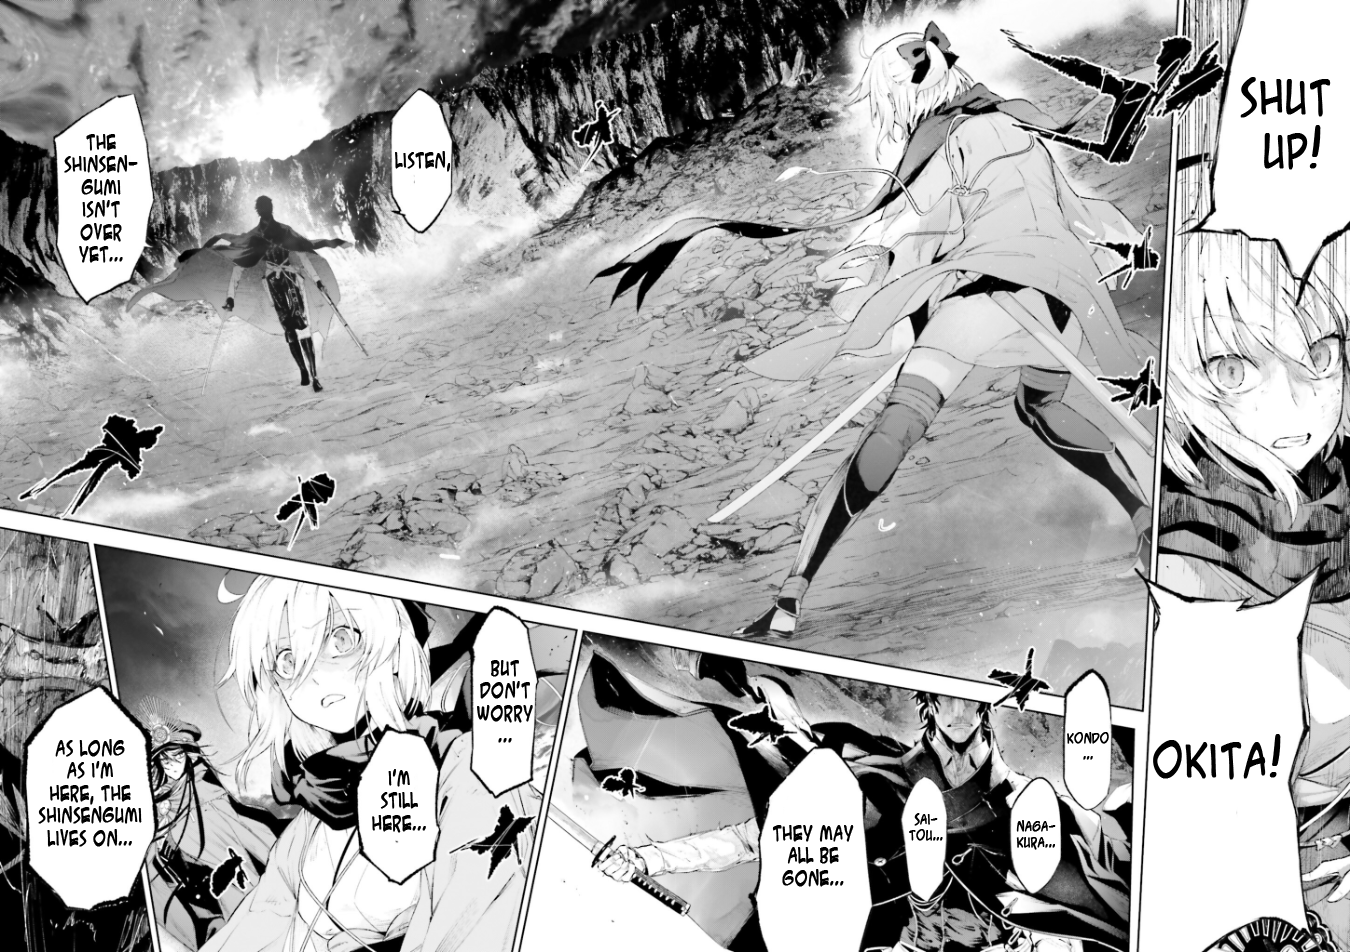 SHUT
UP!
OKITA!
LISTEN,
THE
SHINSEN-
GUMI
ISN'T
OVER
YET...
KONDO
...
NAGA-
KURA...
SAI-
TOU...
THEY MAY
ALL BE
GONE...
BUT
DON'T
WORRY
...
I'M
STILL
HERE...
AS LONG
AS I'M
HERE, THE
SHINSENGUMI
LIVES ON...